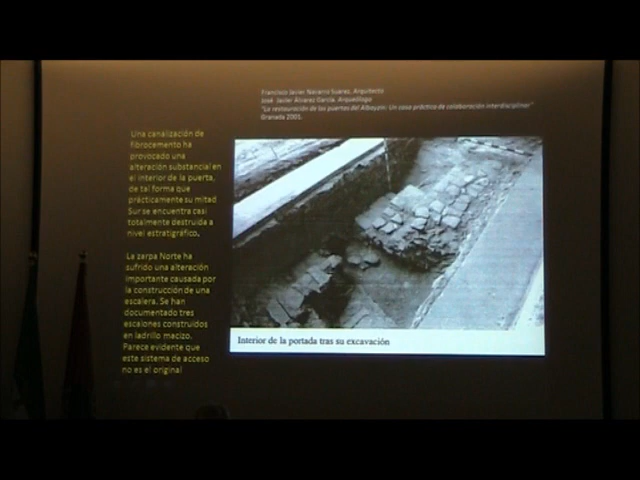 Francisco Javier Navarro Suárez. Arquitecto
José Javier Álvarez García. Arqueólogo
"La restauración de las puertas del Albayzín: Un caso práctico de colaboración interdisciplinar"
Granada 2001.
Una canalización de
fibrocemento ha
provocado una
alteración substancial en
el interior de la puerta,
de tal forma que
prácticamente su mitad
Sur se encuentra casi
totalmente destruida a
nivel estratigráfico.
La zarpa Norte ha
sufrido una alteración
importante causada por
la construcción de una
escalera. Se han
documentado tres
escalones construidos
en ladrillo macizo.
Parece evidente que
este sistema de acceso
no es el original
Interior de la portada tras su excavación